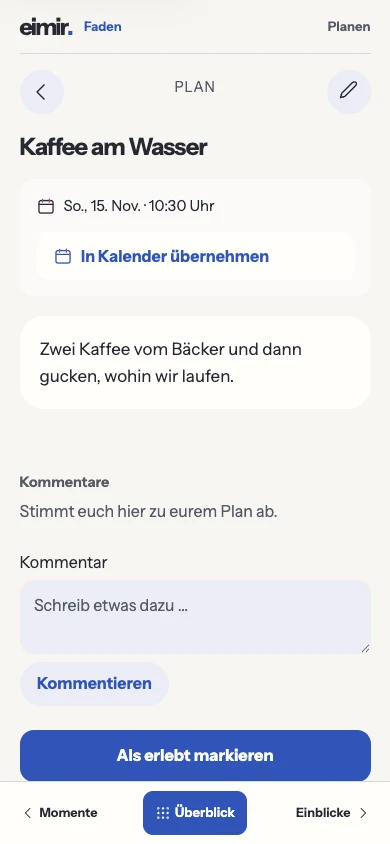 eimir. Faden Planen
PLAN
Kaffee am Wasser
So., 15. Nov. · 10:30 Uhr
In Kalender übernehmen
Zwei Kaffee vom Bäcker und dann
gucken, wohin wir laufen.
Kommentare
Stimmt euch hier zu eurem Plan ab.
Kommentar
Schreib etwas dazu ...
Kommentieren
Als erlebt markieren
Momente Überblick Einblicke